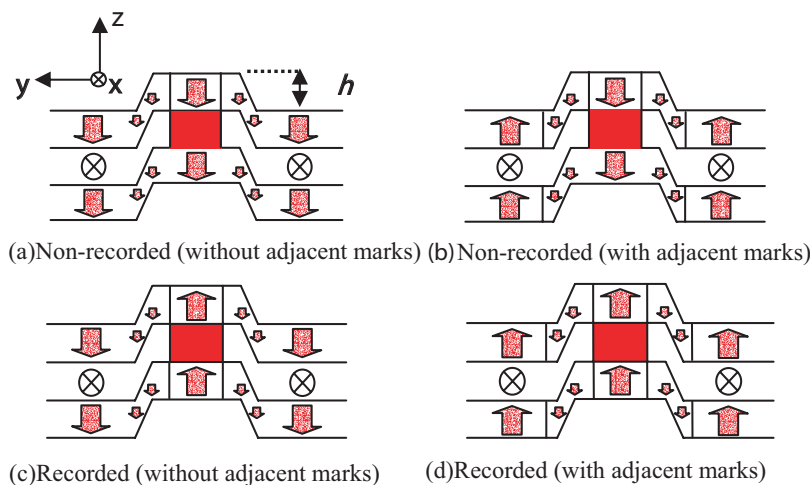 z
y
x
h
(a)Non-recorded (without adjacent marks)
(b)Non-recorded (with adjacent marks)
(c)Recorded (without adjacent marks)
(d)Recorded (with adjacent marks)